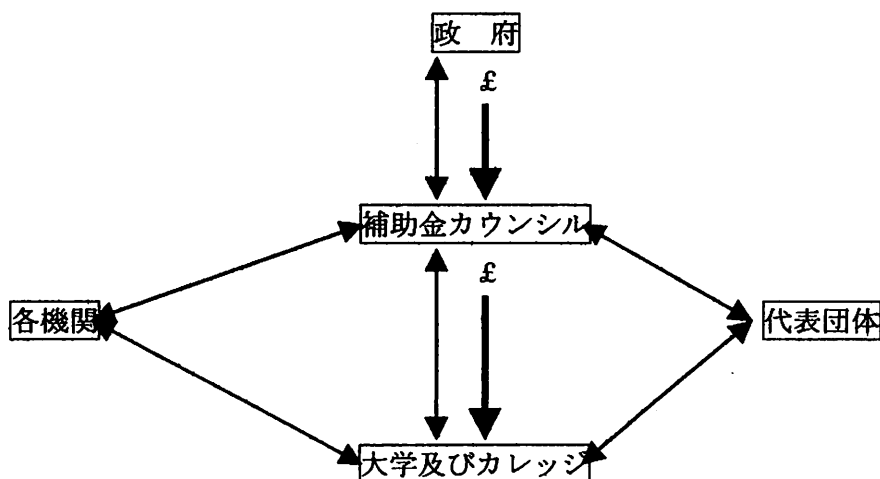 政　府
£
補助金カウンシル
£
各機関
代表団体
大学及びカレッジ